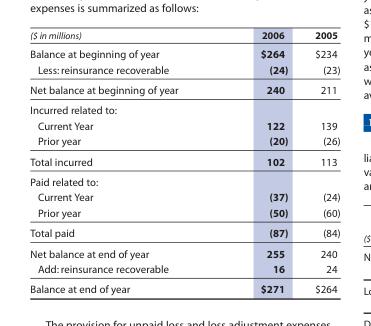 expenses is summarized as follows:
($ in millions) 2006 2005
Balance at beginning of year $264 $234
Less: reinsurance recoverable (24) (23)
Net balance at beginning of year 240 211
Incurred related to:
Current Year 122 139
Prior year (20) (26)
Total incurred 102 113
Paid related to:
Current Year (37) (24)
Prior year (50) (60)
Total paid (87) (84)
Net balance at end of year 255 240
Add: reinsurance recoverable 16 24
Balance at end of year $271 $264
The provision for unpaid loss and loss adjustment expenses